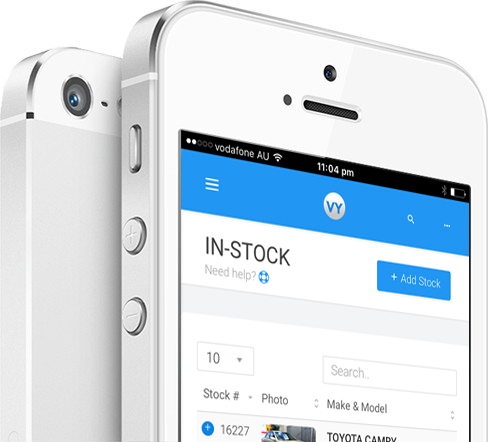 vodafone AU 11:04 pm
VY
IN-STOCK
Need help?
+ Add Stock
10
Search..
Stock # Photo Make & Model
16227 TOYOTA CAMRY